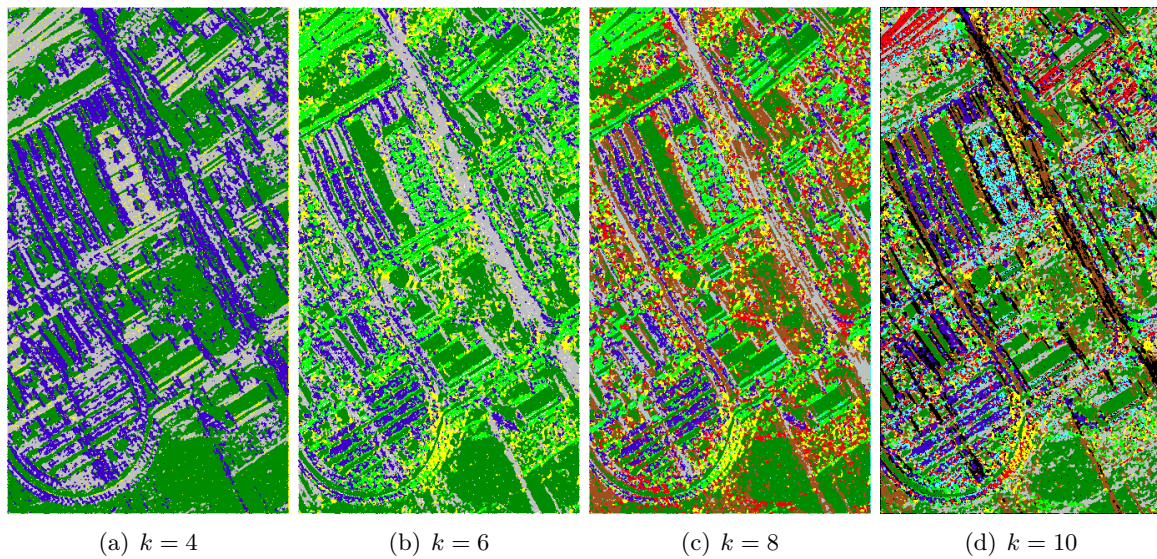 (a) k = 4
(b) k = 6
(c) k = 8
(d) k = 10